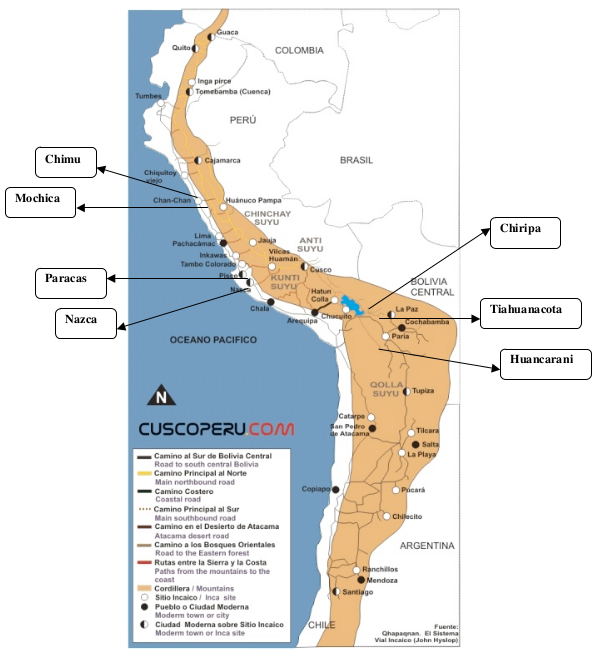 Guaca
COLOMBIA
Quito
Inga pirce
Tomebamba (Cuenca)
Tumbes
PERÚ
Chimu
BRASIL
Cajamarca
Chiquitoy
viejo
Mochica
Chan-Chan
Huánuco Pampa
CHINCHAY
SUYU
Chiripa
Lima
Pachacámac
Jauja
ANTI
SUYU
Inkawas
Vilcas
Huamán
Tambo Colorado
Cusco
Paracas
Pisco
KUNTI
SUYU
BOLIVIA
CENTRAL
Nazca
Hatun
Colla
Tiahuanacota
Nazca
Chala
La Paz
Arequipa
Chucuito
Cochabamba
Paria
OCEANO PACIFICO
Huancarani
QOLLA
SUYU
Tupiza
N
CUSCOPERU.COM
Catarpe
San Pedro
de Atacama
Tilcara
Salta
La Playa
Camino al Sur de Bolivia Central
Road to south central Bolivia
Camino Principal al Norte
Main northbound road
Camino Costero
Coastal road
Camino Principal al Sur
Main southbound road
Camino en el Desierto de Atacama
Atacama desert road
Camino a los Bosques Orientales
Road to the Eastern forest
Rutas entre la Sierra y la Costa
Paths from the mountains to the
coast
Cordillera / Mountains
Sitio Incaico / Inca site
Pueblo o Ciudad Moderna
Moderm town or city
Ciudad Moderna sobre Sitio Incaico
Moderm town or Inca site
Copiapo
Pucará
Chilecito
ARGENTINA
Ranchillos
Mendoza
Santiago
CHILE
Fuente:
Qhapaqnan. El Sistema
Vial Incaico (John Hyslop)